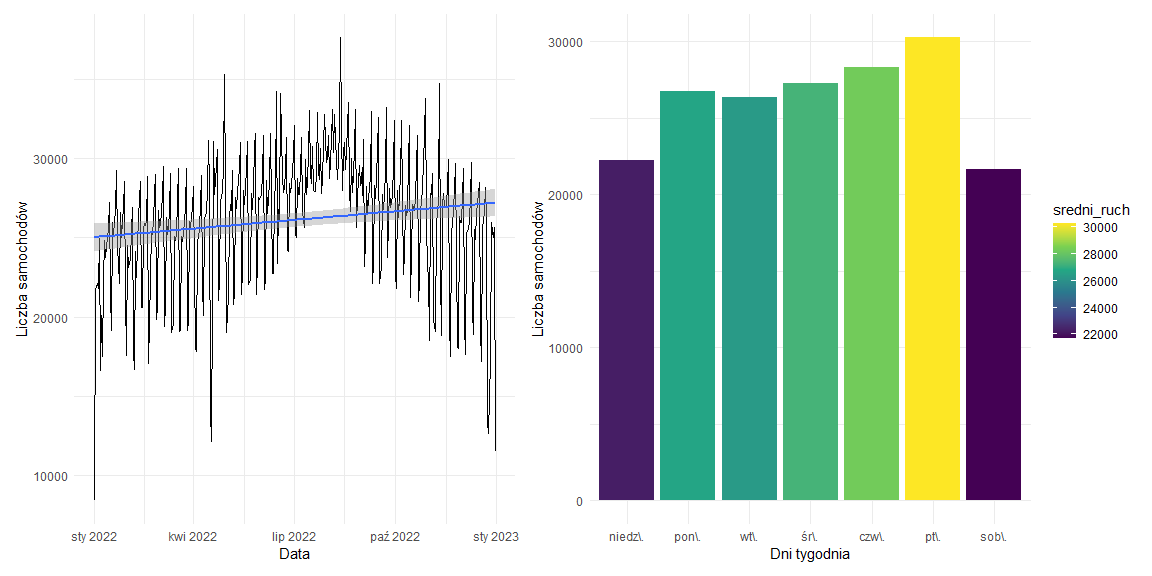 Liczba samochodów
30000
20000
10000
sty 2022
kwi 2022
lip 2022
paź 2022
sty 2023
Data
Liczba samochodów
30000
20000
10000
0
niedz\.
pon\.
wt\.
śr\.
czw\.
pt\.
sob\.
Dni tygodnia
sredni_ruch
30000
28000
26000
24000
22000